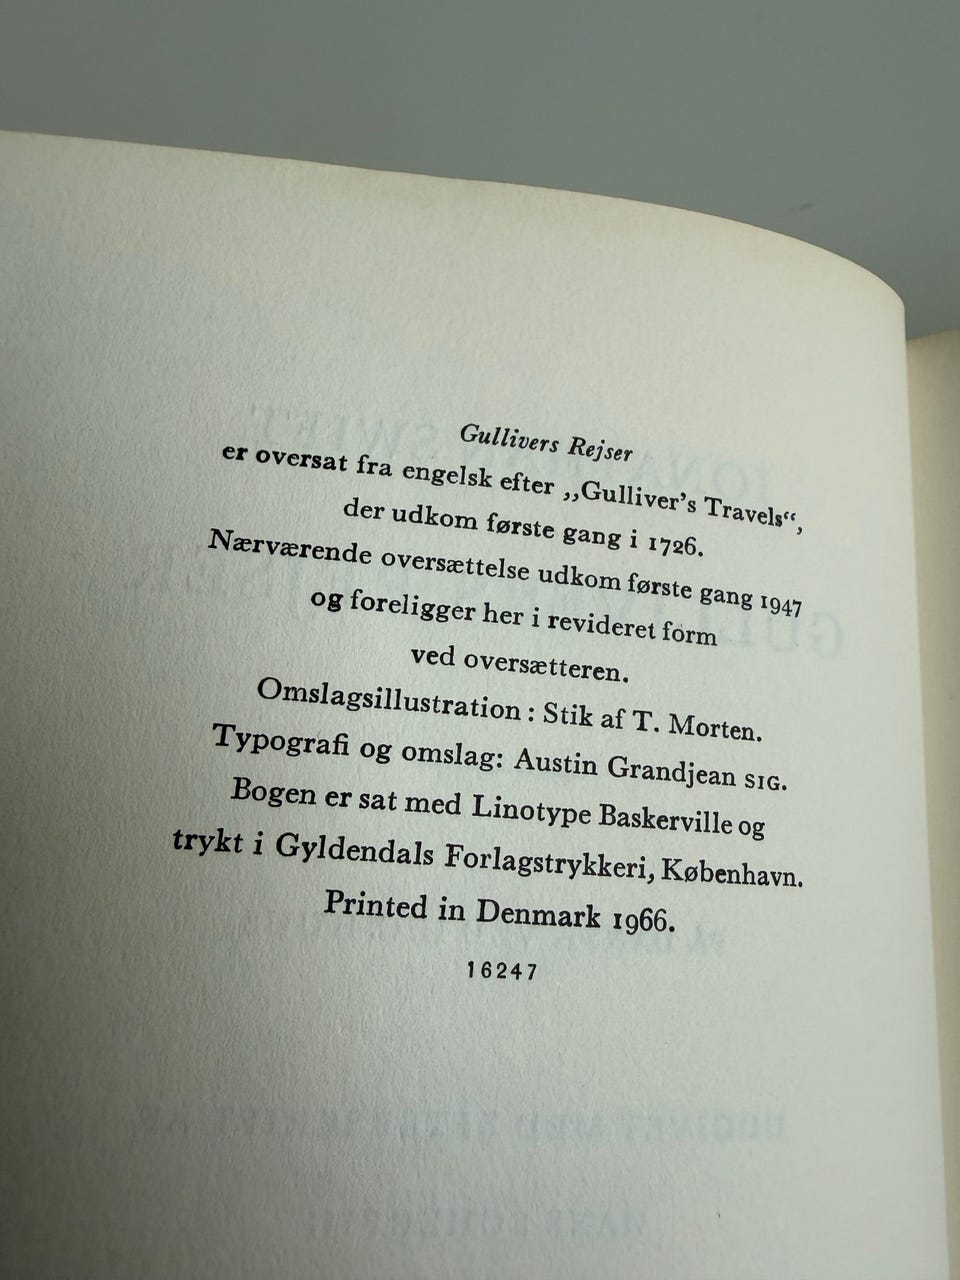 Gullivers Rejser
er oversat fra engelsk efter „Gulliver's Travels“,
der udkom første gang i 1726.
Nærværende oversættelse udkom første gang 1947
og foreligger her i revideret form
ved oversætteren.
Omslagsillustration: Stik af T. Morten.
Typografi og omslag: Austin Grandjean SIG.
Bogen er sat med Linotype Baskerville og
trykt i Gyldendals Forlagstrykkeri, København.
Printed in Denmark 1966.
16247